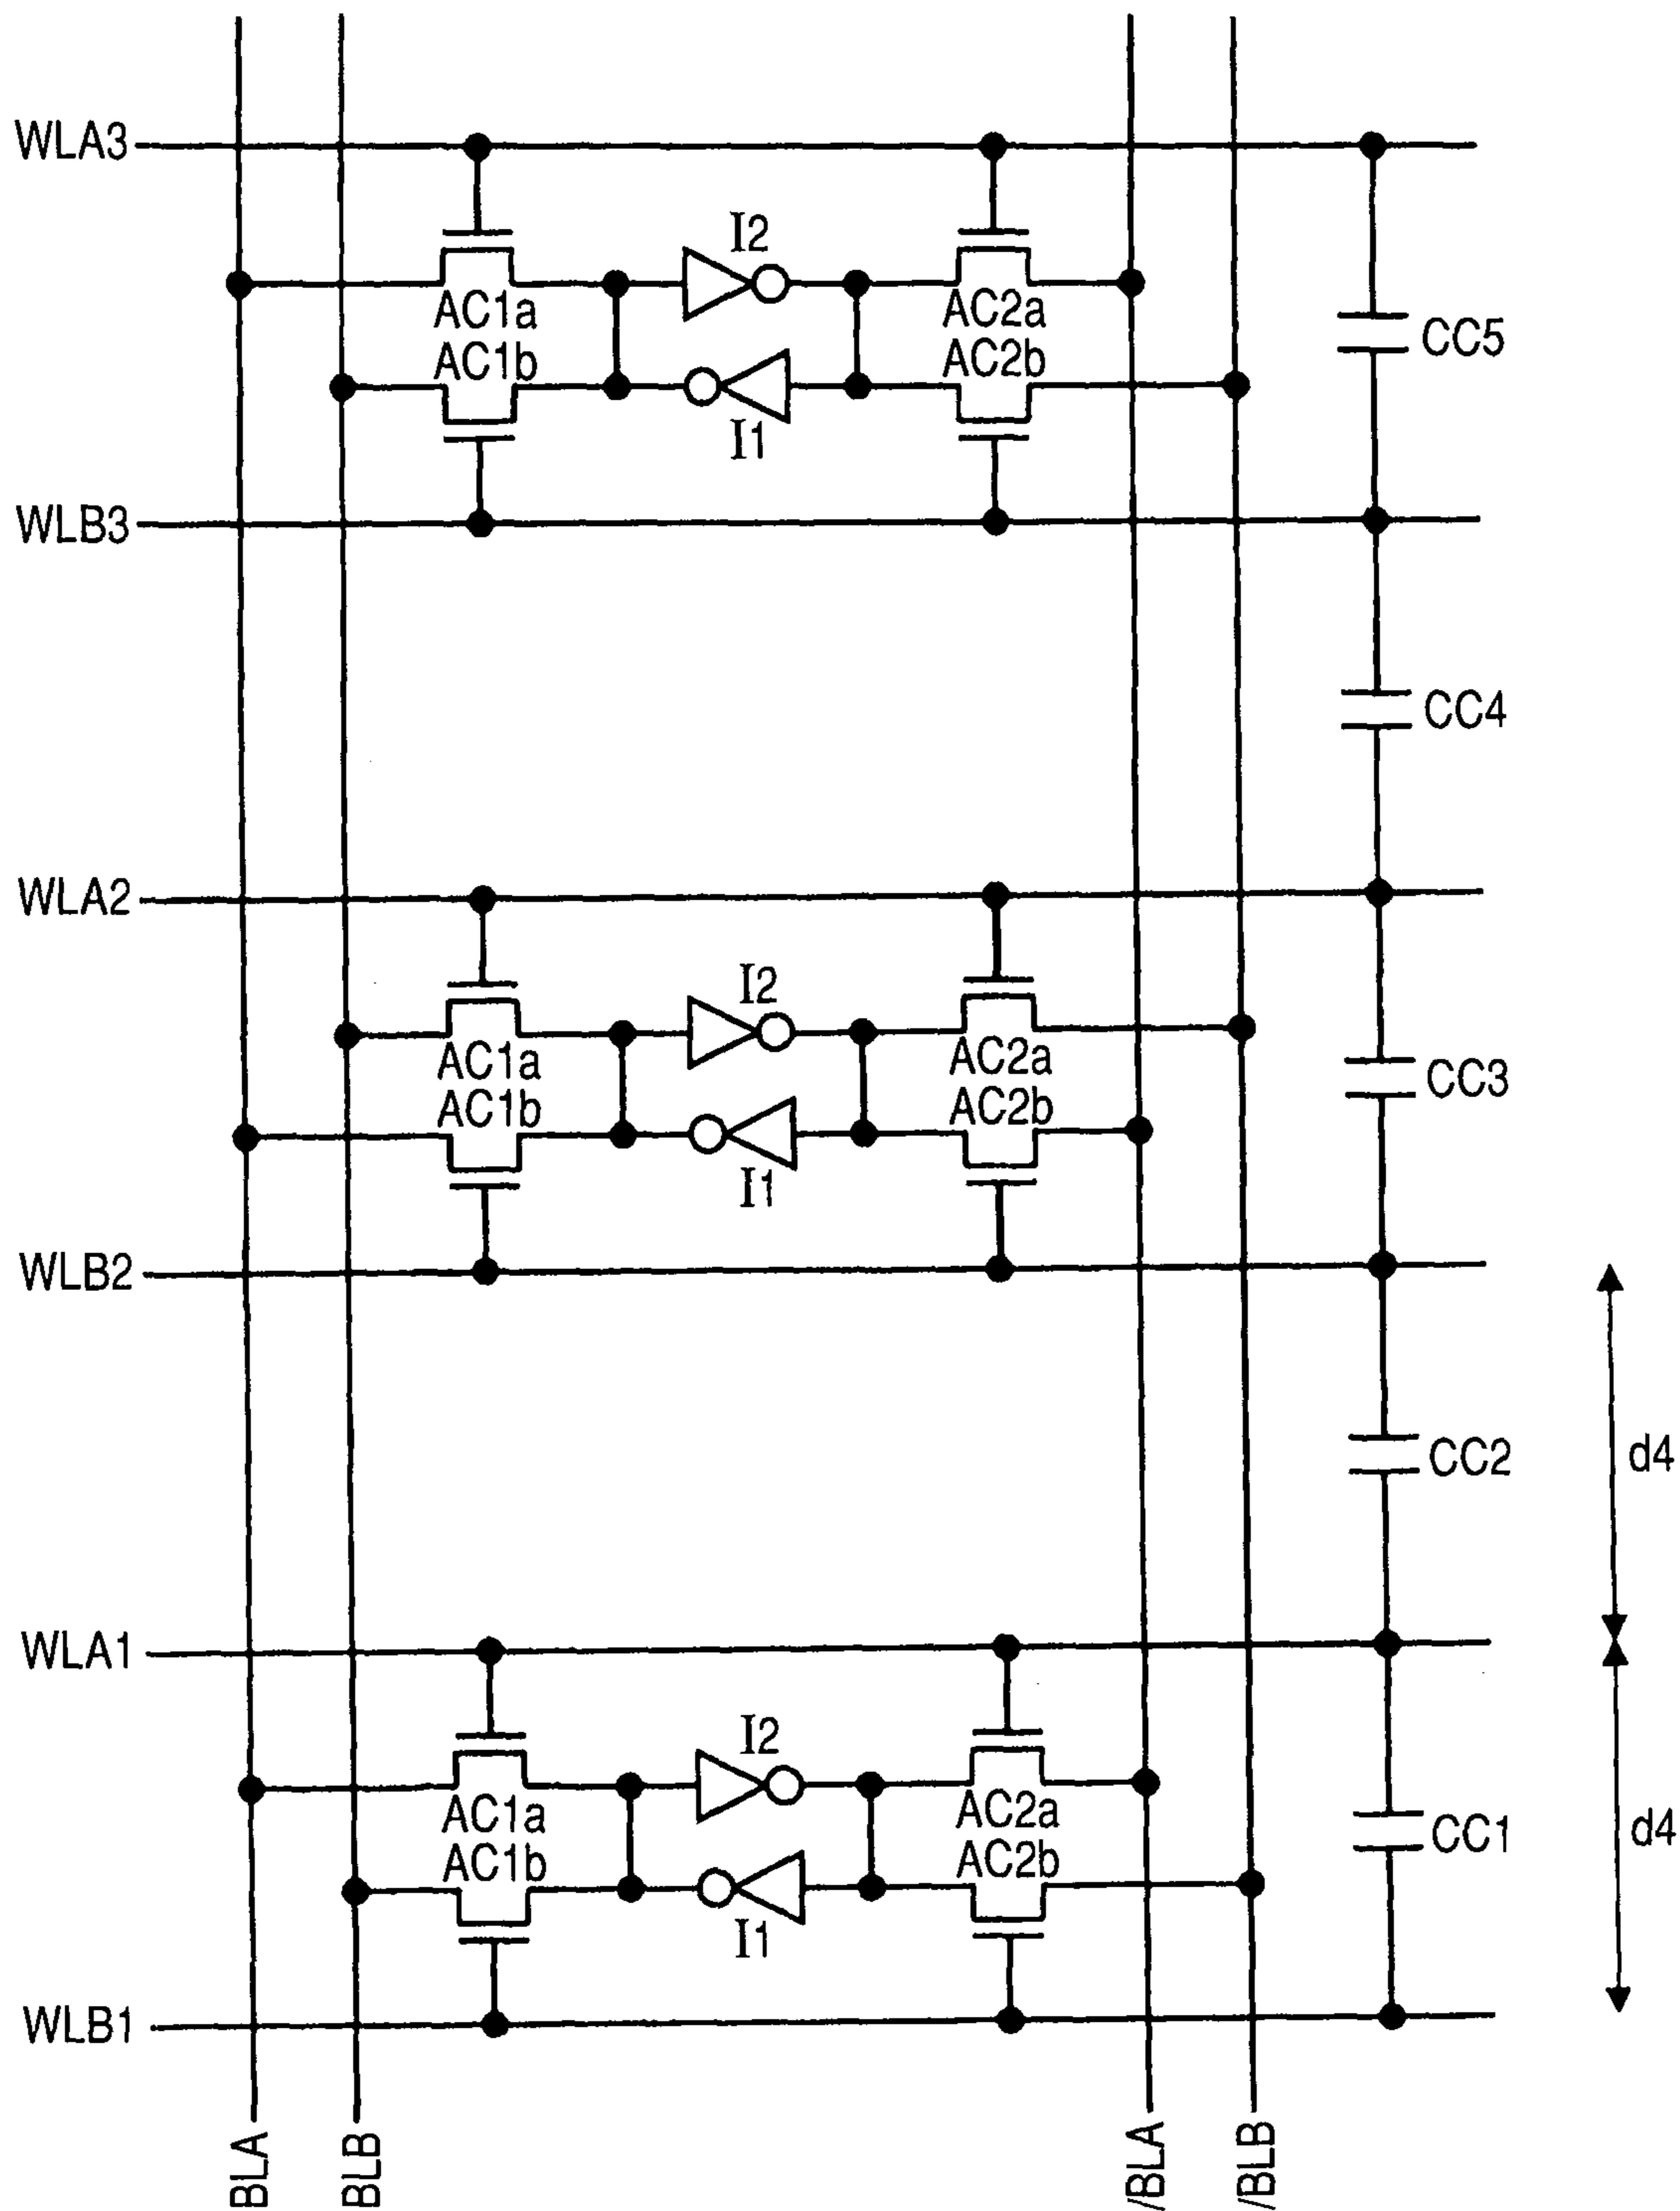 WLA3
I2
AC1a
AC2a
CC5
AC1b
AC2b
I1
WLB3
CC4
WLA2
I2
AC1a
AC2a
CC3
AC1b
AC2b
I1
WLB2
CC2
d4
WLA1
I2
AC1a
AC2a
CC1
d4
AC1b
AC2b
I1
WLB1
BLA
BLB
/BLA
/BLB